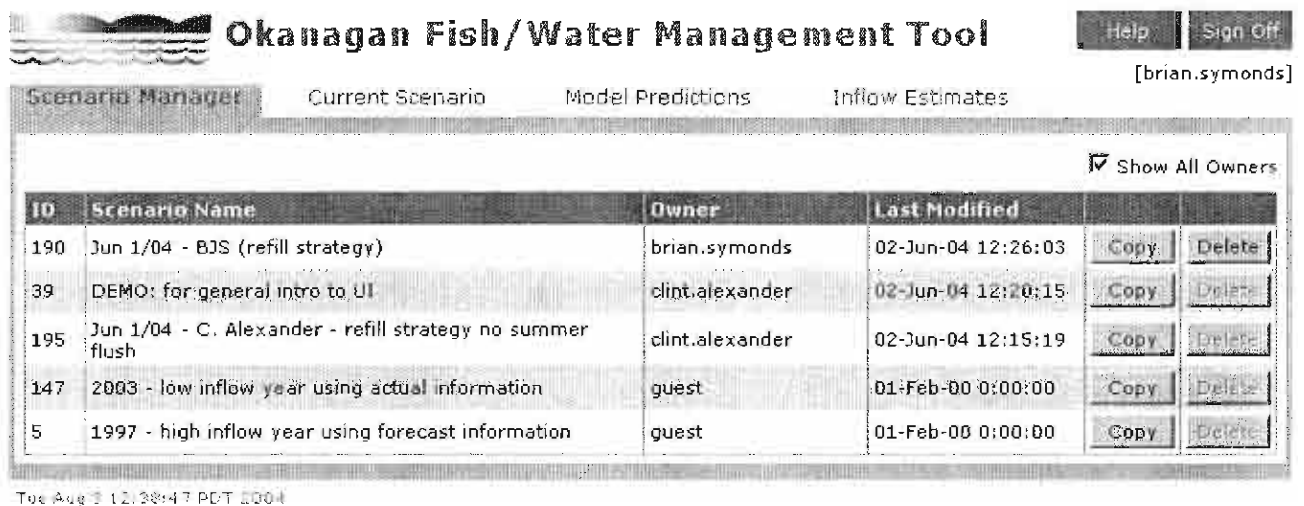 Okanagan Fish/Water Management Tool
Help Sign Off
[brian.symonds]
Scenario Manager Current Scenario Model Predictions Inflow Estimates
Show All Owners
ID Scenario Name Owner Last Modified
190 Jun 1/04 - BJS (refill strategy) brian.symonds 02-Jun-04 12:26:03 Copy Delete
39 DEMO: for general intro to UI clint.alexander 02-Jun-04 12:20:15 Copy Delete
195 Jun 1/04 - C. Alexander - refill strategy no summer
flush clint.alexander 02-Jun-04 12:15:19 Copy Delete
147 2003 - low inflow year using actual information guest 01-Feb-00 0:00:00 Copy Delete
5 1997 - high inflow year using forecast information guest 01-Feb-00 0:00:00 Copy Delete
Tue Aug 3 12:38:47 PDT 2004